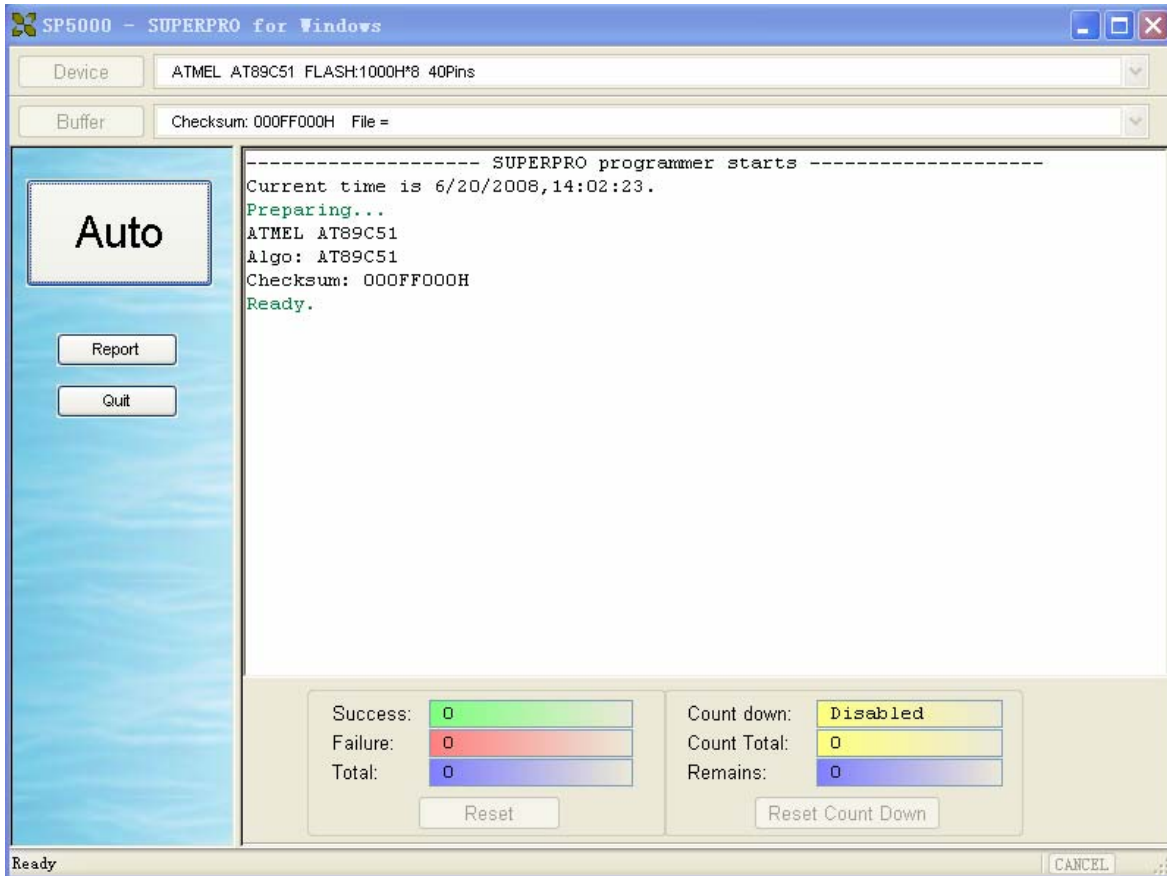 SP5000 - SUPERPRO for Windows
Device
ATMEL AT89C51 FLASH:1000H*8 40Pins
Buffer
Checksum: 000FF000H File =
-------------------- SUPERPRO programmer starts --------------------
Current time is 6/20/2008,14:02:23.
Preparing...
ATMEL AT89C51
Algo: AT89C51
Checksum: 000FF000H
Ready.
Auto
Report
Quit
Success: 0
Failure: 0
Total: 0
Reset
Count down: Disabled
Count Total: 0
Remains: 0
Reset Count Down
Ready
CANCEL